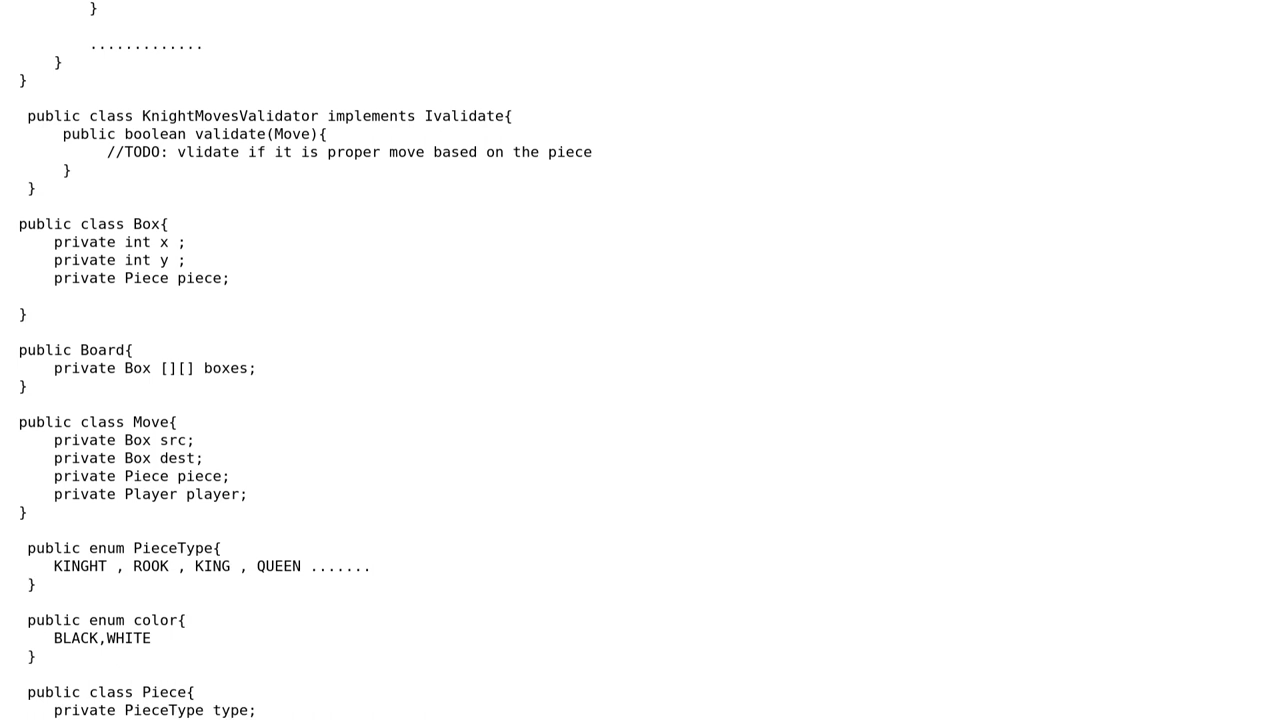 }

        .............
    }
}

 public class KnightMovesValidator implements Ivalidate{
     public boolean validate(Move){
          //TODO: vlidate if it is proper move based on the piece
     }
 }

public class Box{
    private int x ;
    private int y ;
    private Piece piece;

}

public Board{
    private Box [][] boxes;
}

public class Move{
    private Box src;
    private Box dest;
    private Piece piece;
    private Player player;
}

 public enum PieceType{
    KINGHT , ROOK , KING , QUEEN .......
 }

 public enum color{
    BLACK,WHITE
 }

 public class Piece{
    private PieceType type;